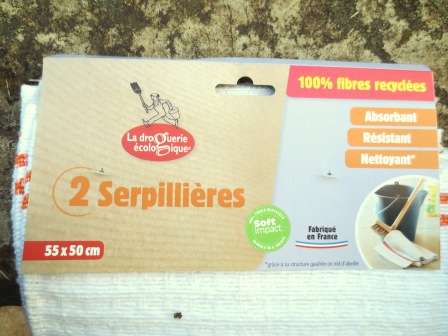 100% fibres recyclées
Absorbant
Résistant
Nettoyant*
La droguerie
écologique®
2 Serpillières
Soft
Impact
Fabriqué
en France
55 x 50 cm
*grâce à sa structure gaufrée en nid d'abeille